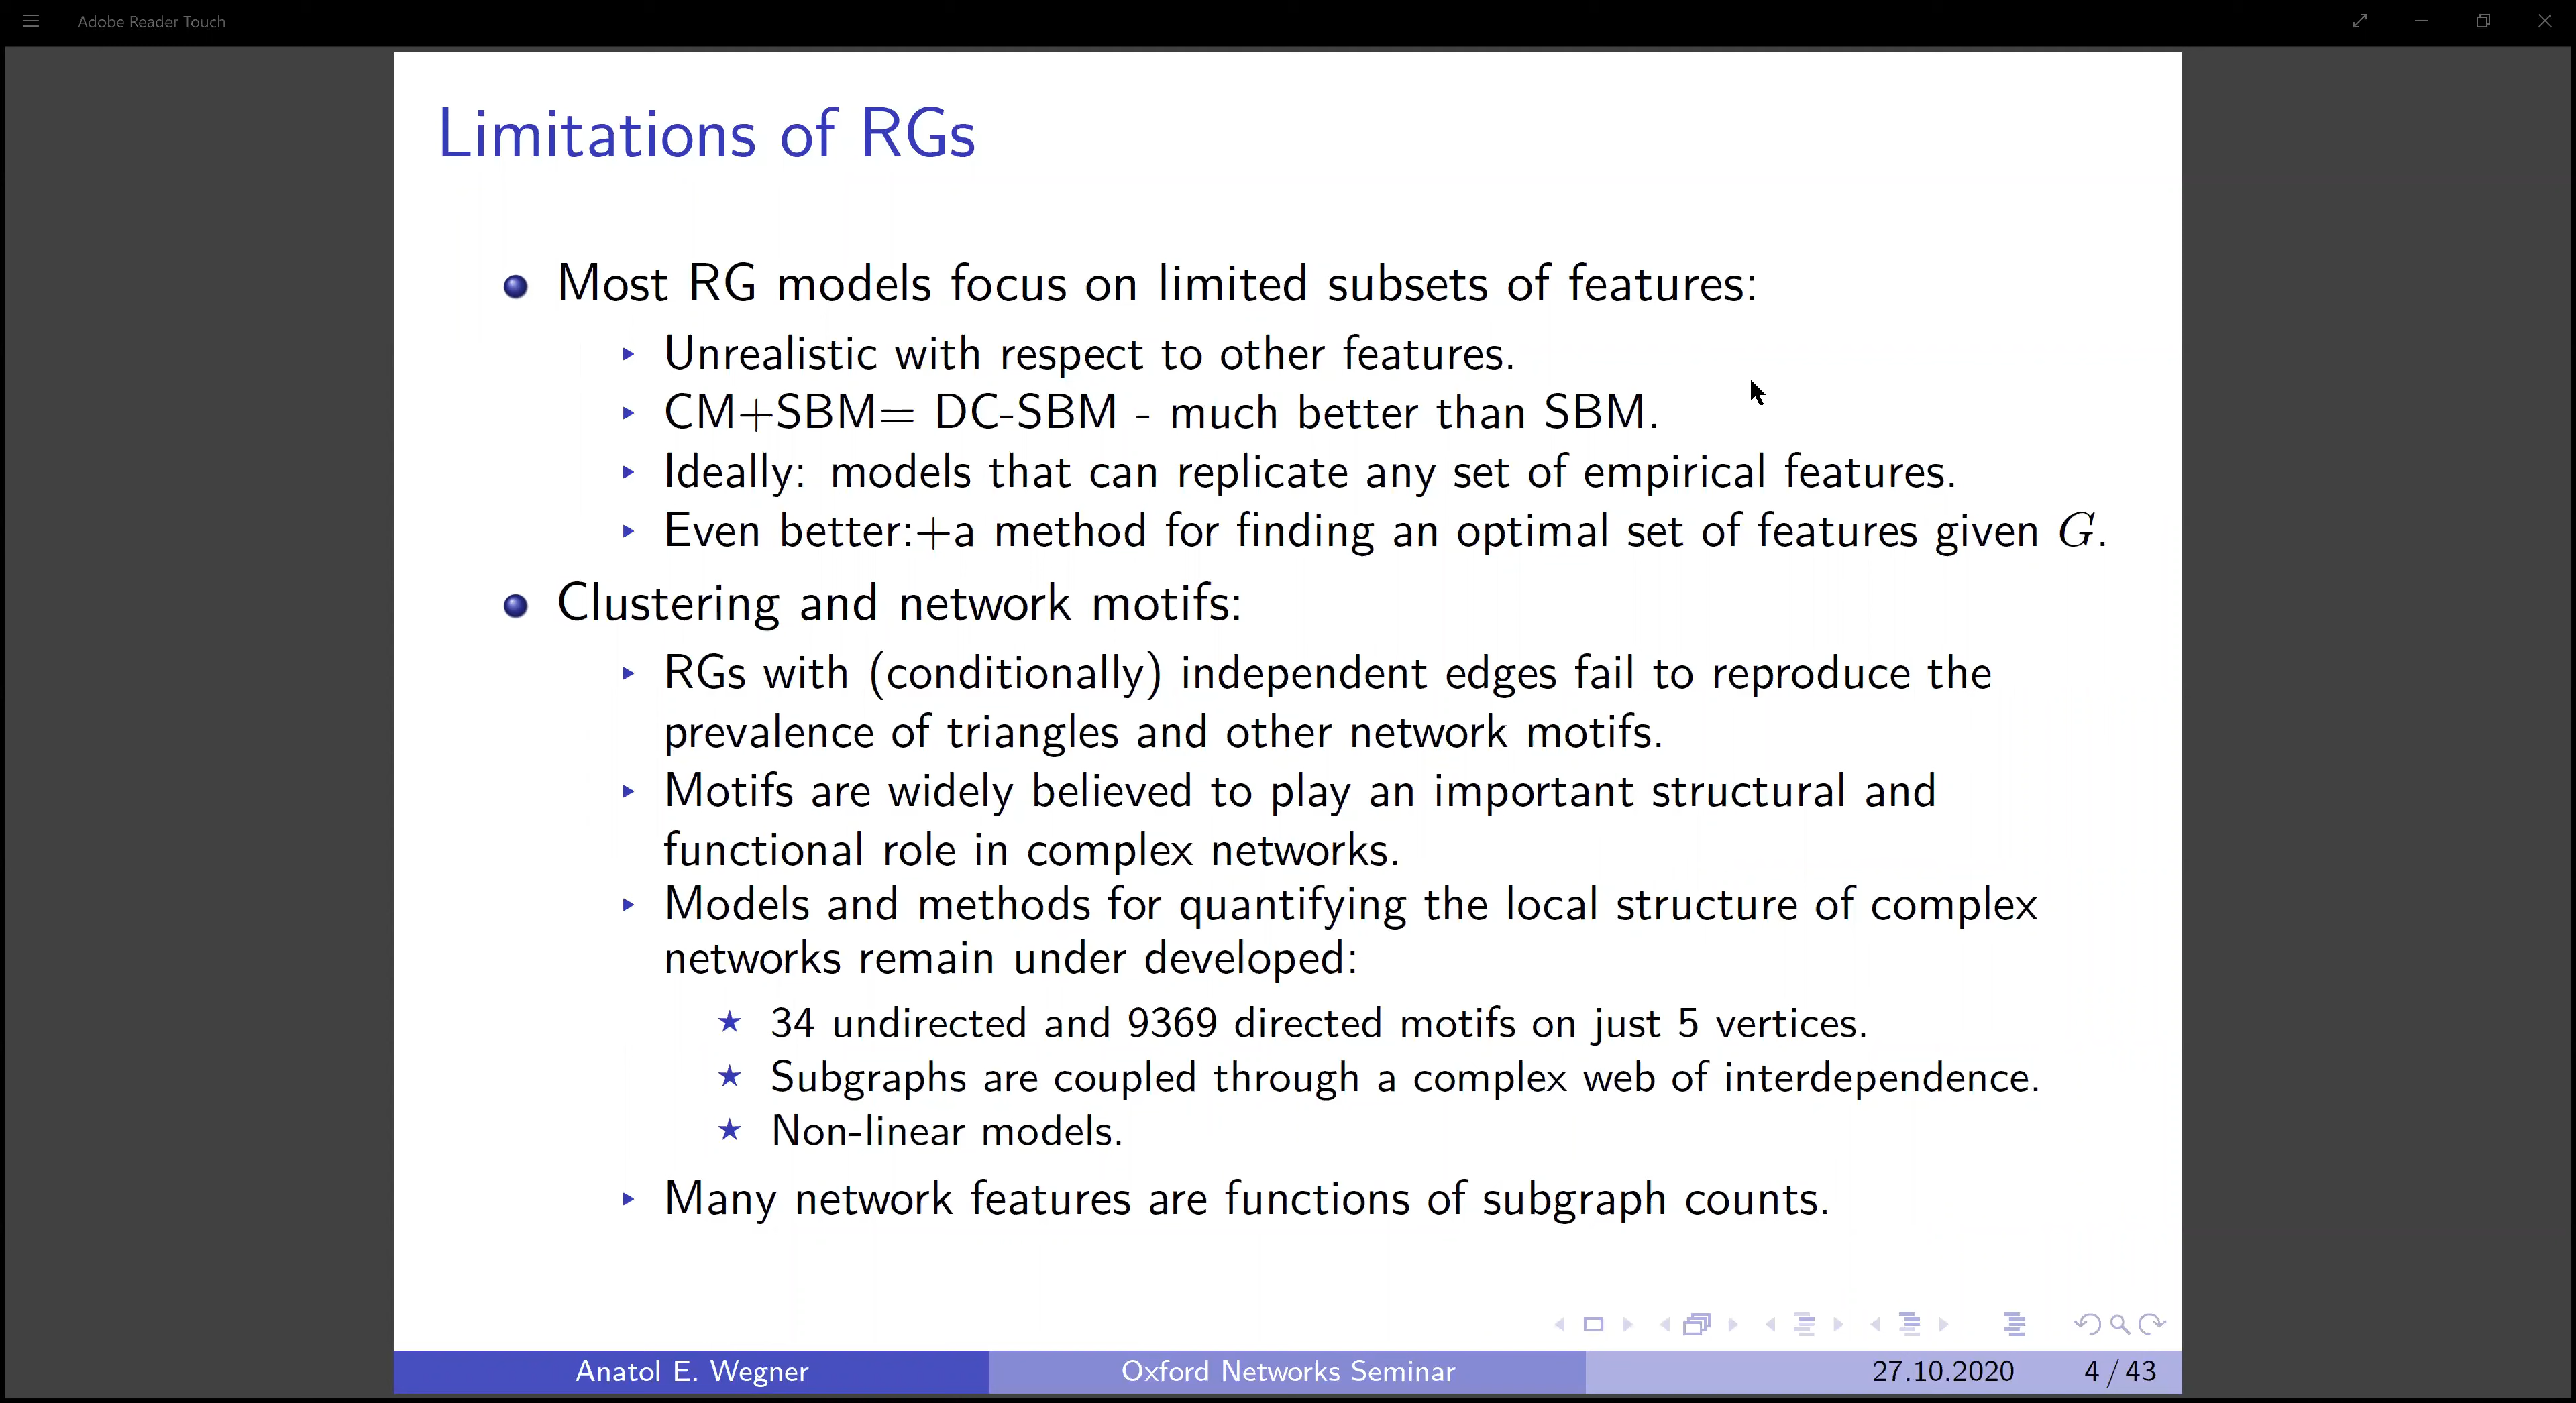 Adobe Reader Touch
Limitations of RGs
Most RG models focus on limited subsets of features:
Unrealistic with respect to other features.
CM+SBM= DC-SBM - much better than SBM.
Ideally: models that can replicate any set of empirical features.
Even better:+a method for finding an optimal set of features given G.
Clustering and network motifs:
RGs with (conditionally) independent edges fail to reproduce the
prevalence of triangles and other network motifs.
Motifs are widely believed to play an important structural and
functional role in complex networks.
Models and methods for quantifying the local structure of complex
networks remain under developed:
★ 34 undirected and 9369 directed motifs on just 5 vertices.
★ Subgraphs are coupled through a complex web of interdependence.
★ Non-linear models.
Many network features are functions of subgraph counts.
Anatol E. Wegner Oxford Networks Seminar 27.10.2020 4 / 43